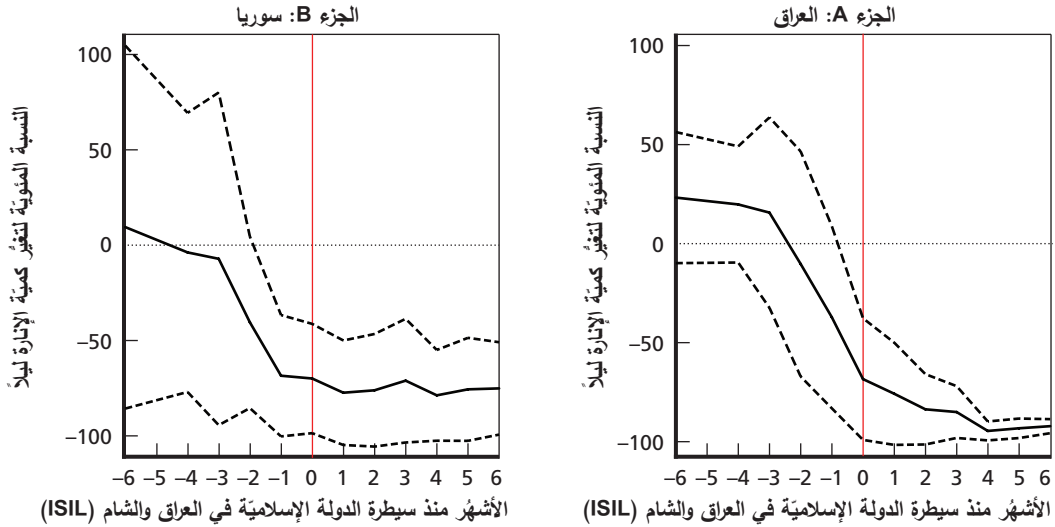 الجزء A: العراق
النسبة المئويّة لتغيُّر كميّة الإنارة ليلاً
100
50
0
–50
–100
–6 –5 –4 –3 –2 –1 0 1 2 3 4 5 6
الأشهُر منذ سيطرة الدولة الإسلاميّة في العراق والشام (ISIL)
الجزء B: سوريا
النسبة المئويّة لتغيُّر كميّة الإنارة ليلاً
100
50
0
–50
–100
–6 –5 –4 –3 –2 –1 0 1 2 3 4 5 6
الأشهُر منذ سيطرة الدولة الإسلاميّة في العراق والشام (ISIL)